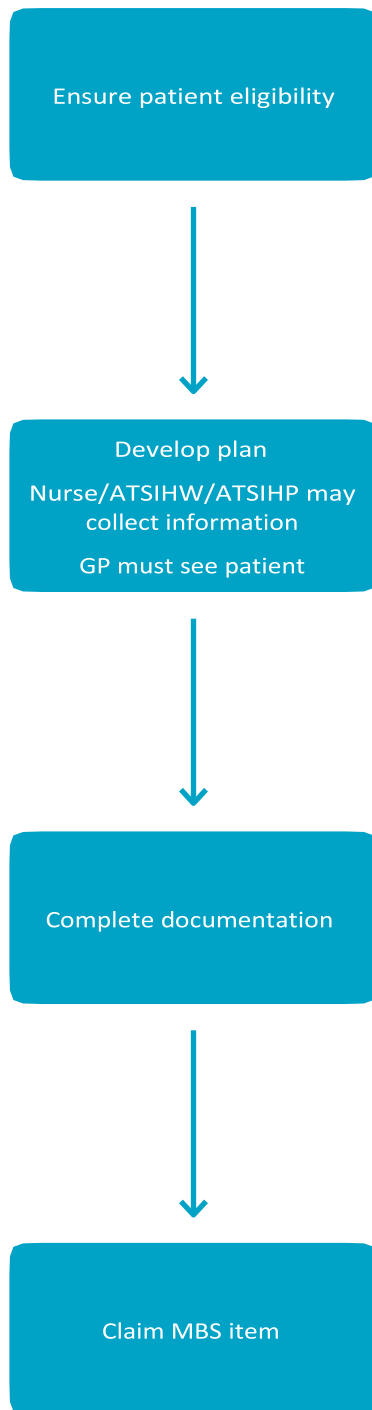 Ensure patient eligibility
Develop plan
Nurse/ATSIHW/ATSIHP may
collect information
GP must see patient
Complete documentation
Claim MBS item